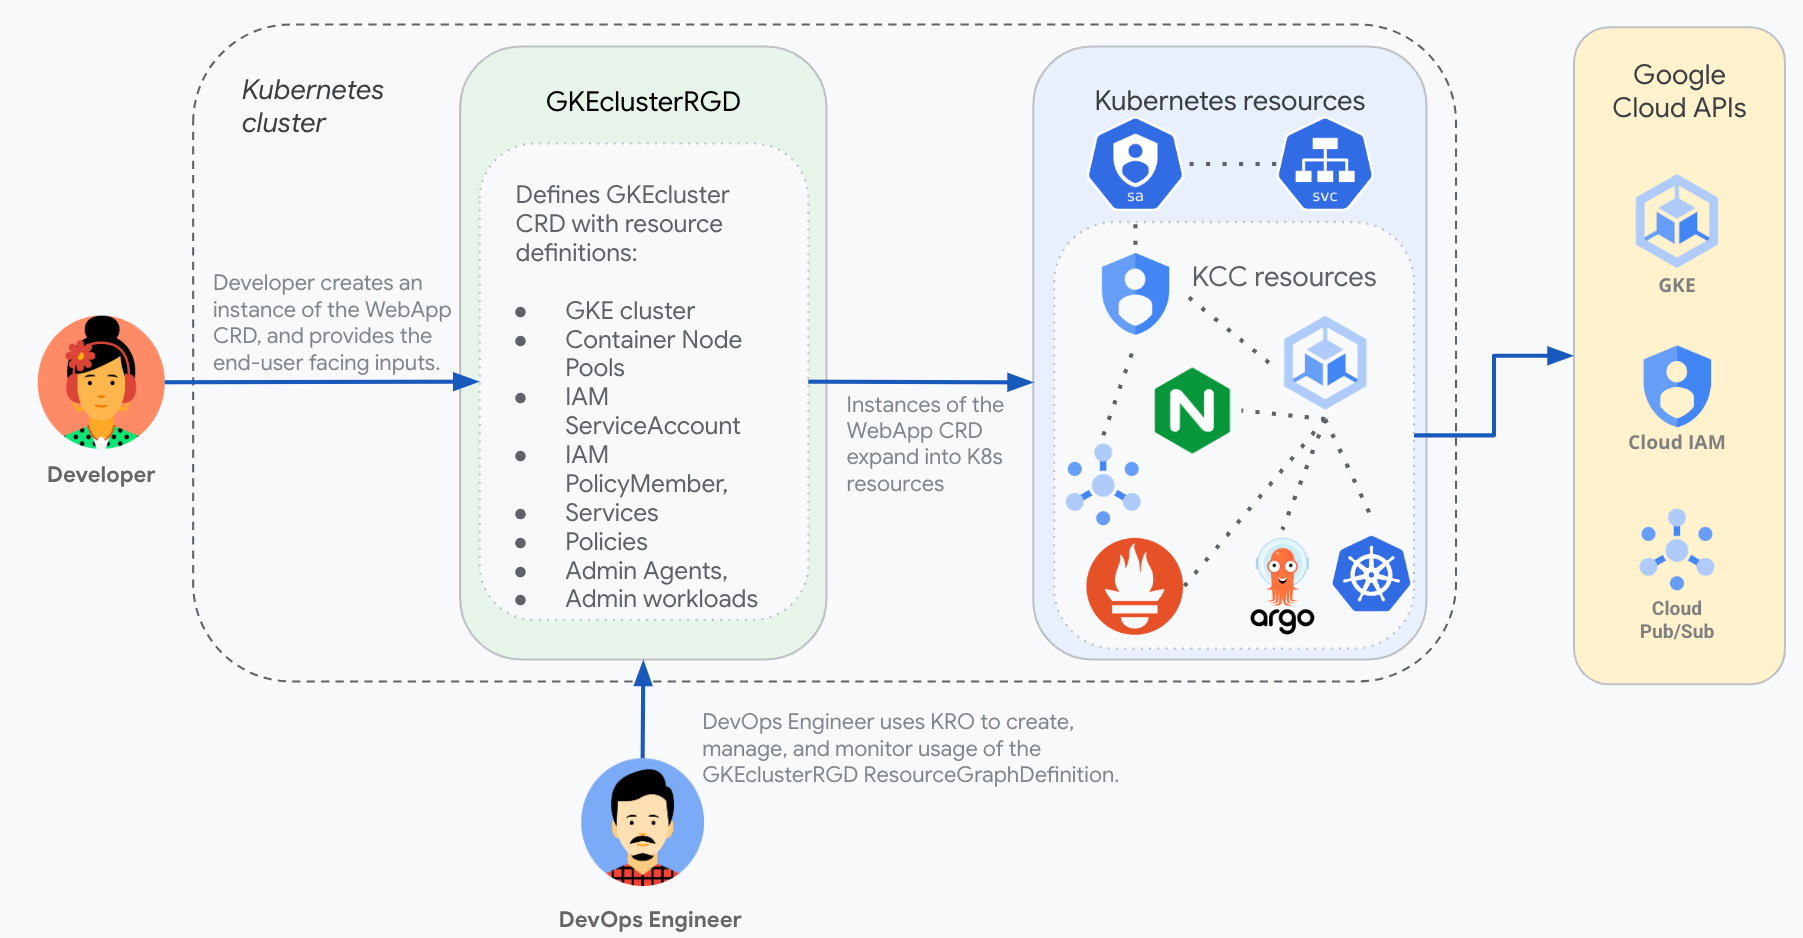 Kubernetes
cluster
GKEclusterRGD
Defines GKEcluster
CRD with resource
definitions:
● GKE cluster
● Container Node
Pools
● IAM
ServiceAccount
● IAM
PolicyMember,
● Services
● Policies
● Admin Agents,
● Admin workloads
Developer creates an
instance of the WebApp
CRD, and provides the
end-user facing inputs.
Developer
Instances of the
WebApp CRD
expand into K8s
resources
Kubernetes resources
sa
svc
KCC resources
N
argo
Google
Cloud APIs
GKE
Cloud IAM
Cloud
Pub/Sub
DevOps Engineer uses KRO to create,
manage, and monitor usage of the
GKEclusterRGD ResourceGraphDefinition.
DevOps Engineer